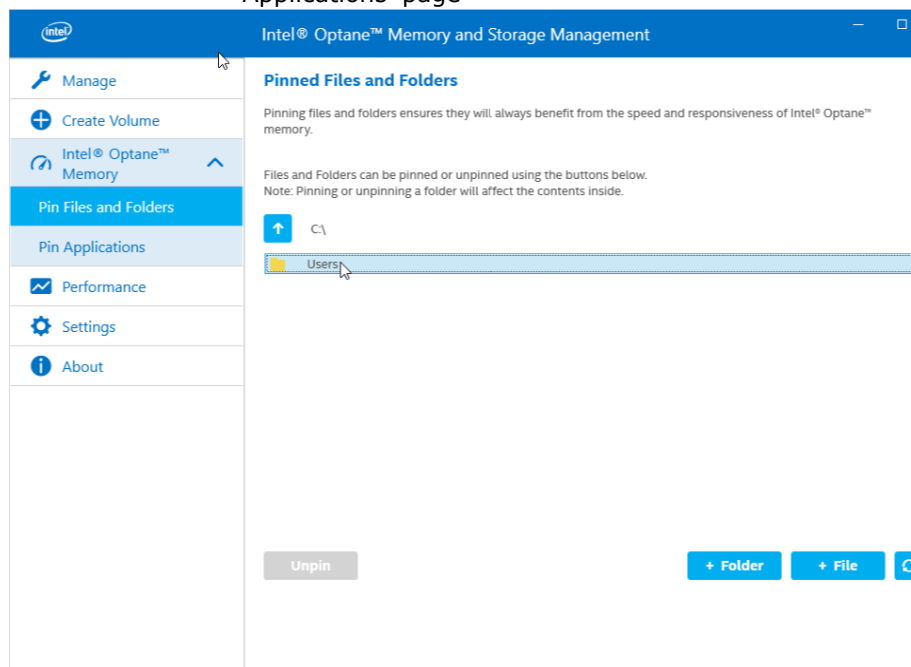 Applications" page
intel
Intel® Optane™ Memory and Storage Management
Manage
Create Volume
Intel® Optane™
Memory
Pin Files and Folders
Pin Applications
Performance
Settings
About
Pinned Files and Folders
Pinning files and folders ensures they will always benefit from the speed and responsiveness of Intel® Optane™
memory.
Files and Folders can be pinned or unpinned using the buttons below.
Note: Pinning or unpinning a folder will affect the contents inside.
C:\
Users
Unpin
+ Folder
+ File